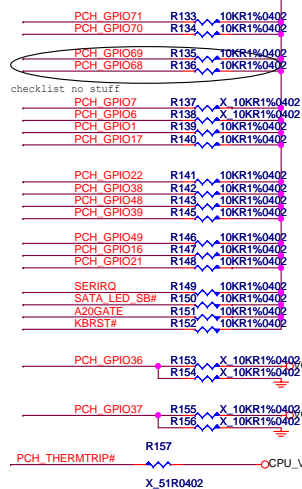 PCH_GPIO71 R133 10KR1%0402
PCH_GPIO70 R134 10KR1%0402
PCH_GPIO69 R135 10KR1%0402
PCH_GPIO68 R136 10KR1%0402
checklist no stuff
PCH_GPIO7 R137 X_10KR1%0402
PCH_GPIO6 R138 X_10KR1%0402
PCH_GPIO1 R139 10KR1%0402
PCH_GPIO17 R140 10KR1%0402
PCH_GPIO22 R141 10KR1%0402
PCH_GPIO38 R142 10KR1%0402
PCH_GPIO48 R143 10KR1%0402
PCH_GPIO39 R145 10KR1%0402
PCH_GPIO49 R146 10KR1%0402
PCH_GPIO16 R147 10KR1%0402
PCH_GPIO21 R148 10KR1%0402
SERIRQ R149 10KR1%0402
SATA_LED_SB# R150 10KR1%0402
A20GATE R151 10KR1%0402
KBRST# R152 10KR1%0402
PCH_GPIO36 R153 X_10KR1%0402
R154 X_10KR1%0402
PCH_GPIO37 R155 X_10KR1%0402
R156 X_10KR1%0402
R157
PCH_THERMTRIP# CPU_V
X_51R0402